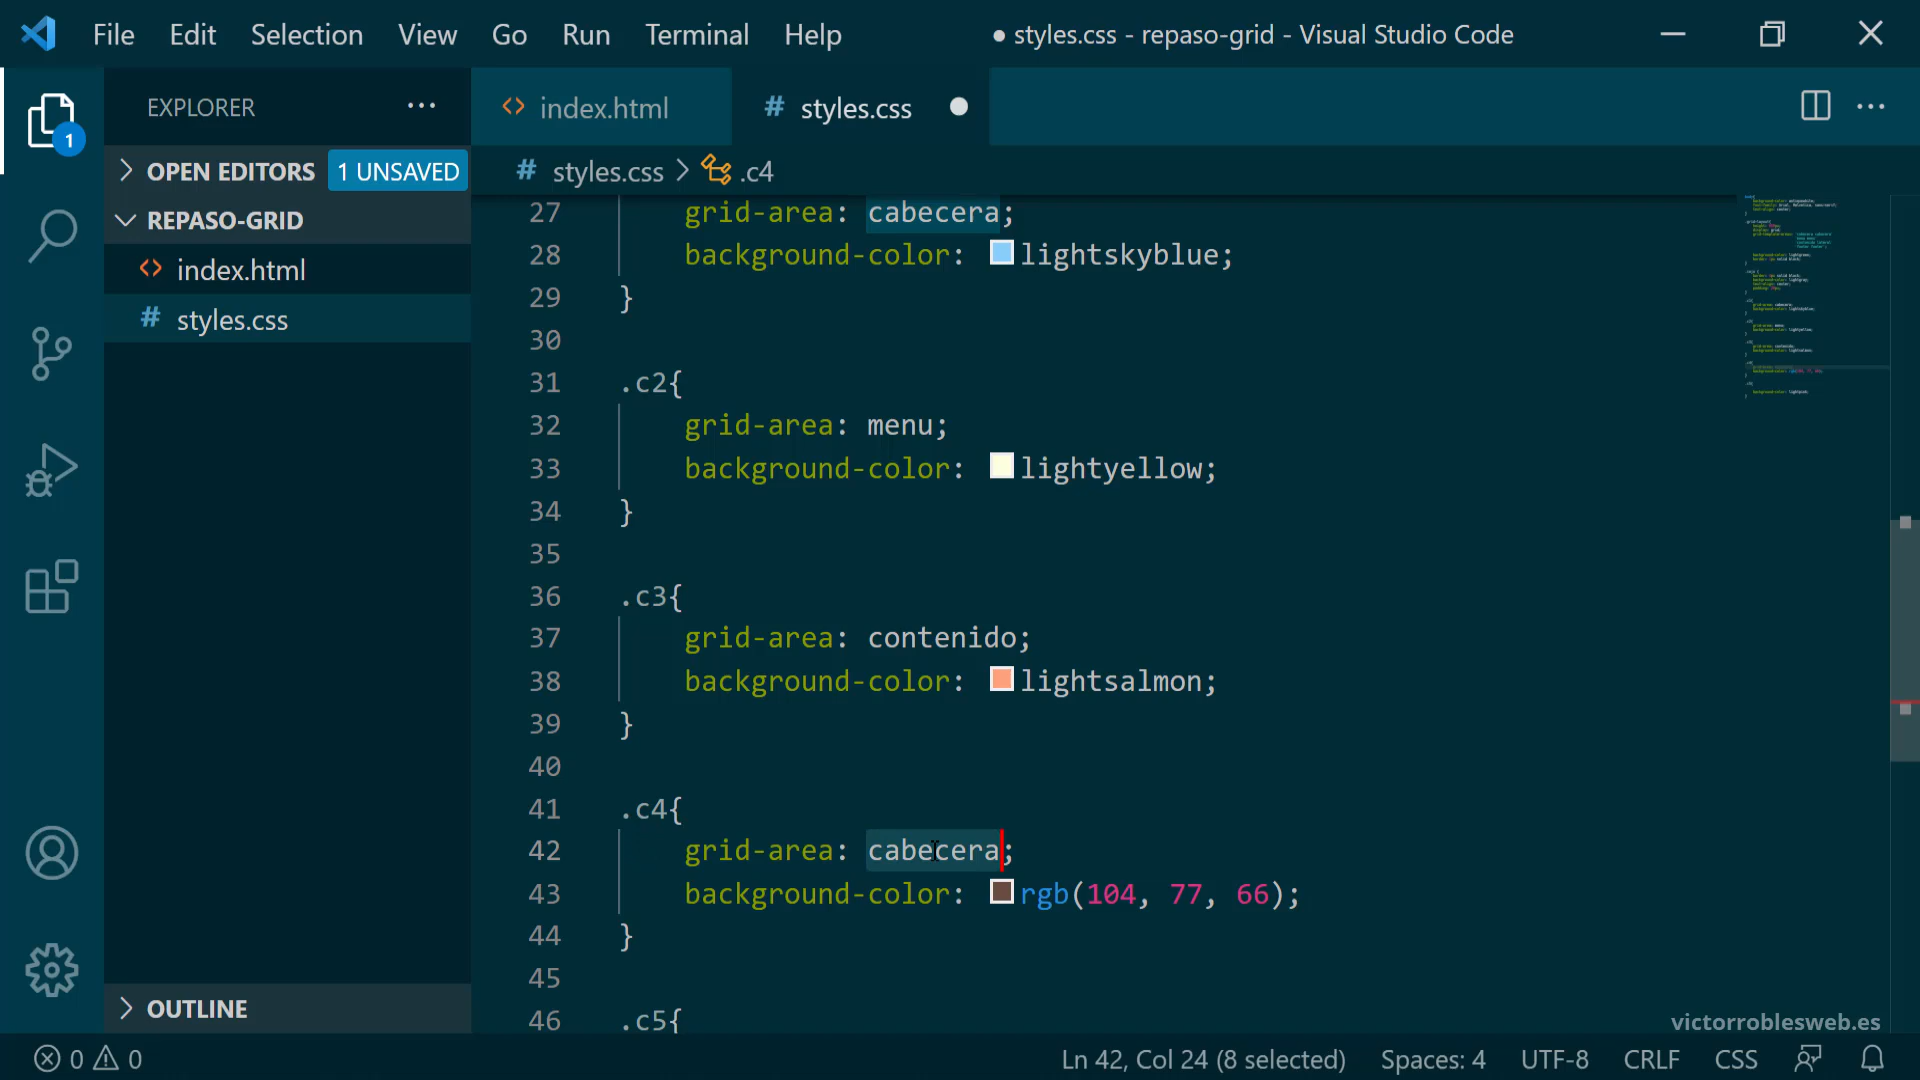 File Edit Selection View Go Run Terminal Help ● styles.css - repaso-grid - Visual Studio Code
EXPLORER ···
<> index.html
# styles.css
OPEN EDITORS 1 UNSAVED
REPASO-GRID
<> index.html
# styles.css
OUTLINE
1
# styles.css > .c4
27 grid-area: cabecera;
28 background-color: lightskyblue;
29 }
30
31 .c2{
32 grid-area: menu;
33 background-color: lightyellow;
34 }
35
36 .c3{
37 grid-area: contenido;
38 background-color: lightsalmon;
39 }
40
41 .c4{
42 grid-area: cabecera;
43 background-color: rgb(104, 77, 66);
44 }
45
46 .c5{
victorroblesweb.es
0 0 Ln 42, Col 24 (8 selected) Spaces: 4 UTF-8 CRLF CSS